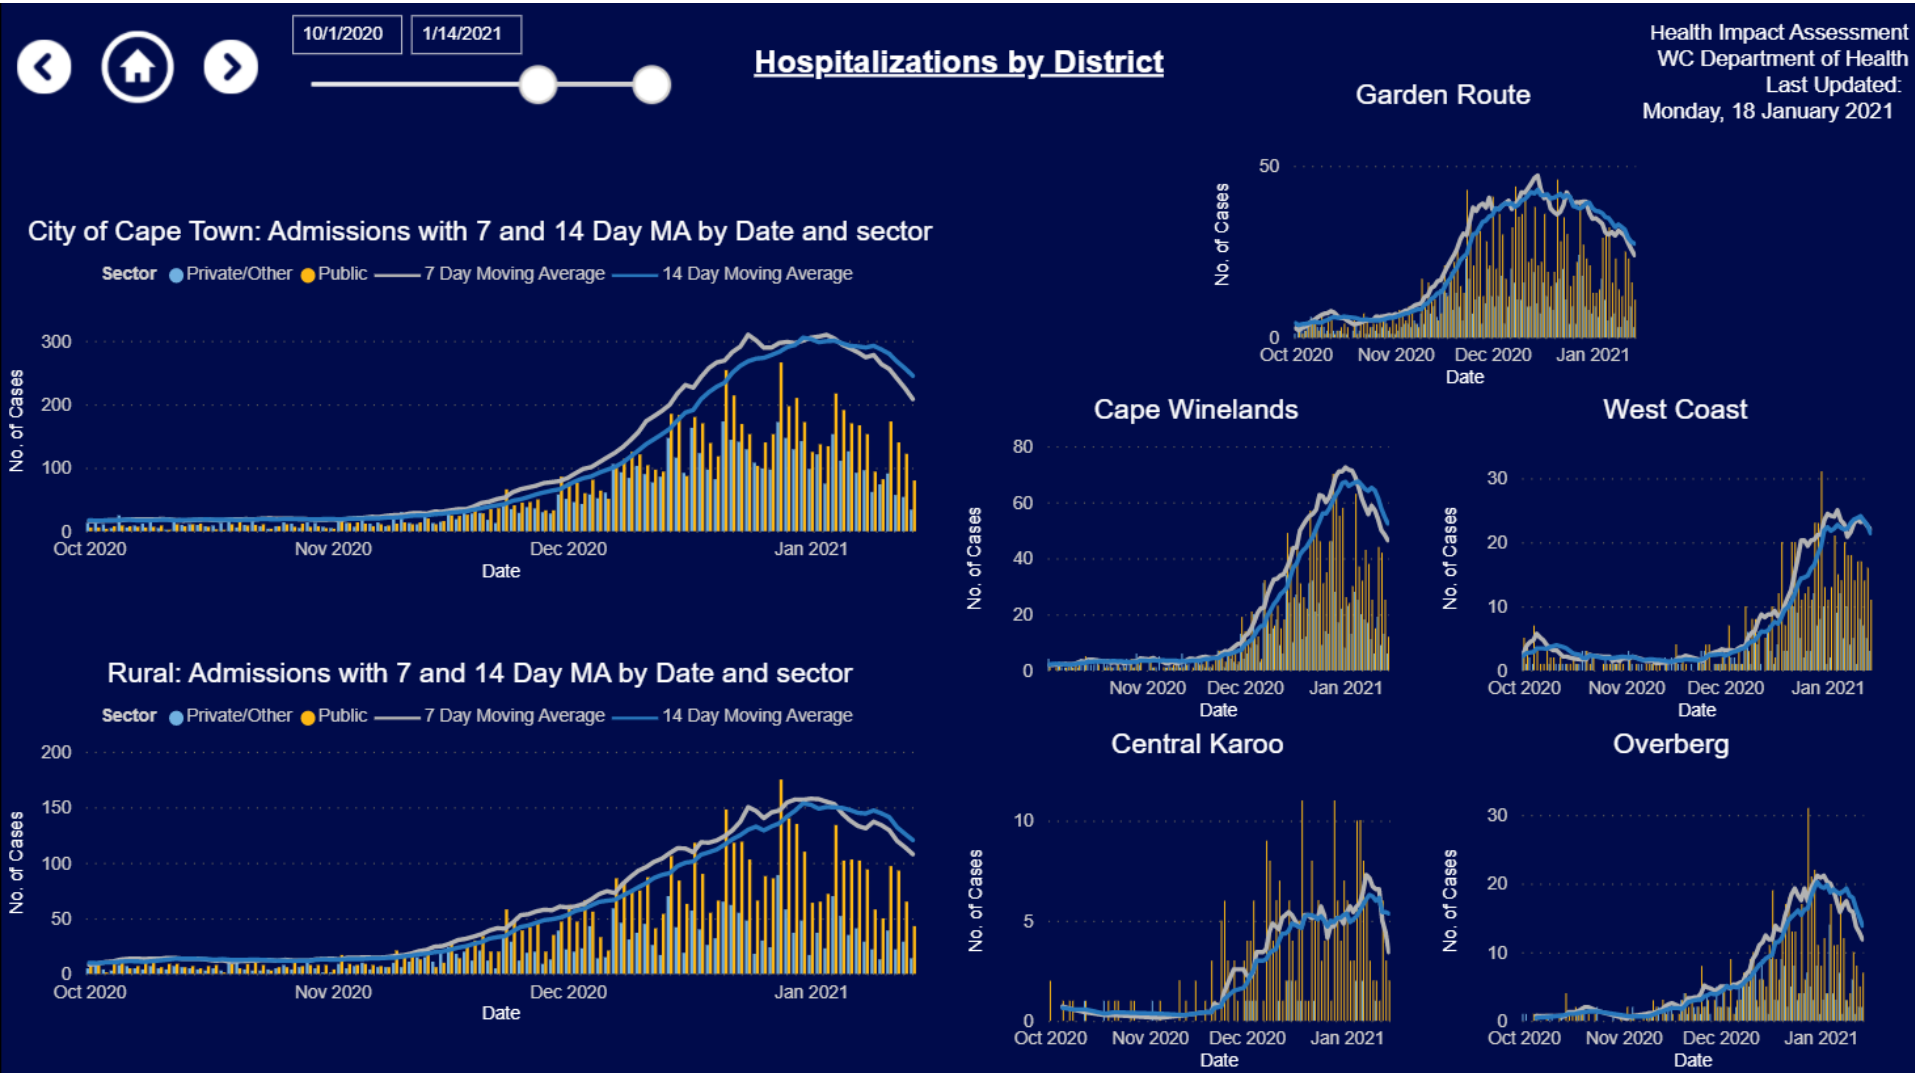 10/1/2020
1/14/2021
Hospitalizations by District
Health Impact Assessment
WC Department of Health
Last Updated:
Monday, 18 January 2021
City of Cape Town: Admissions with 7 and 14 Day MA by Date and sector
Sector Private/Other Public 7 Day Moving Average 14 Day Moving Average
No. of Cases
300
200
100
0
Oct 2020 Nov 2020 Dec 2020 Jan 2021
Date
Rural: Admissions with 7 and 14 Day MA by Date and sector
Sector Private/Other Public 7 Day Moving Average 14 Day Moving Average
No. of Cases
200
150
100
50
0
Oct 2020 Nov 2020 Dec 2020 Jan 2021
Date
Garden Route
No. of Cases
50
0
Oct 2020 Nov 2020 Dec 2020 Jan 2021
Date
Cape Winelands
No. of Cases
80
60
40
20
0
Nov 2020 Dec 2020 Jan 2021
Date
West Coast
No. of Cases
30
20
10
0
Oct 2020 Nov 2020 Dec 2020 Jan 2021
Date
Central Karoo
No. of Cases
10
5
0
Oct 2020 Nov 2020 Dec 2020 Jan 2021
Date
Overberg
No. of Cases
30
20
10
0
Oct 2020 Nov 2020 Dec 2020 Jan 2021
Date